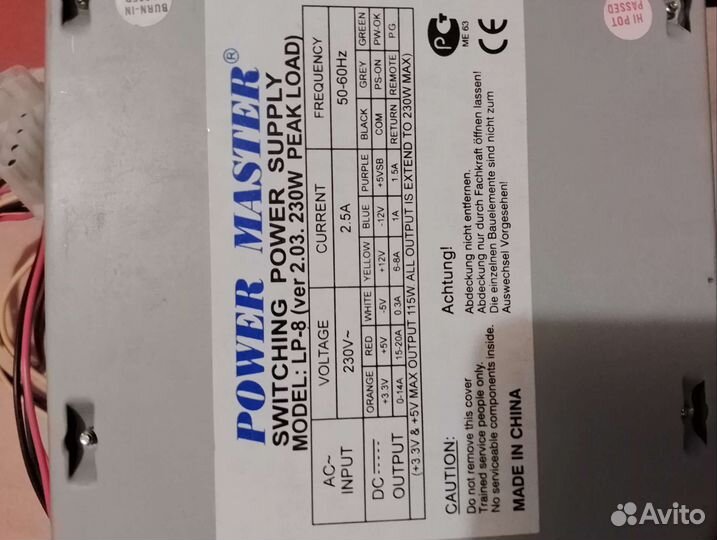 POWER MASTER®
SWITCHING POWER SUPPLY
MODEL: LP-8 (ver 2.03. 230W PEAK LOAD)
AC~ INPUT
VOLTAGE CURRENT FREQUENCY
230V~ 2.5A 50-60Hz
DC OUTPUT
ORANGE RED WHITE YELLOW BLUE PURPLE BLACK GREY GREEN
+3.3V +5V -5V +12V -12V +5VSB COM PS-ON PW-OK
0-14A 15-20A 0.3A 6-8A 1A 1.5A RETURN REMOTE P.G.
(+3.3V & +5V MAX OUTPUT 115W ALL OUTPUT IS EXTEND TO 230W MAX)
CAUTION:
Do not remove this cover
Trained service people only.
No serviceable components inside.
MADE IN CHINA
Achtung!
Abdeckung nicht entfernen.
Abdeckung nur durch Fachkraft öffnen lassen!
Die einzelnen Bauelemente sind nicht zum
Auswechsel Vorgesehen!
РС
ME 63
CE
BURN-IN
PASSED
HI POT
PASSED
Avito